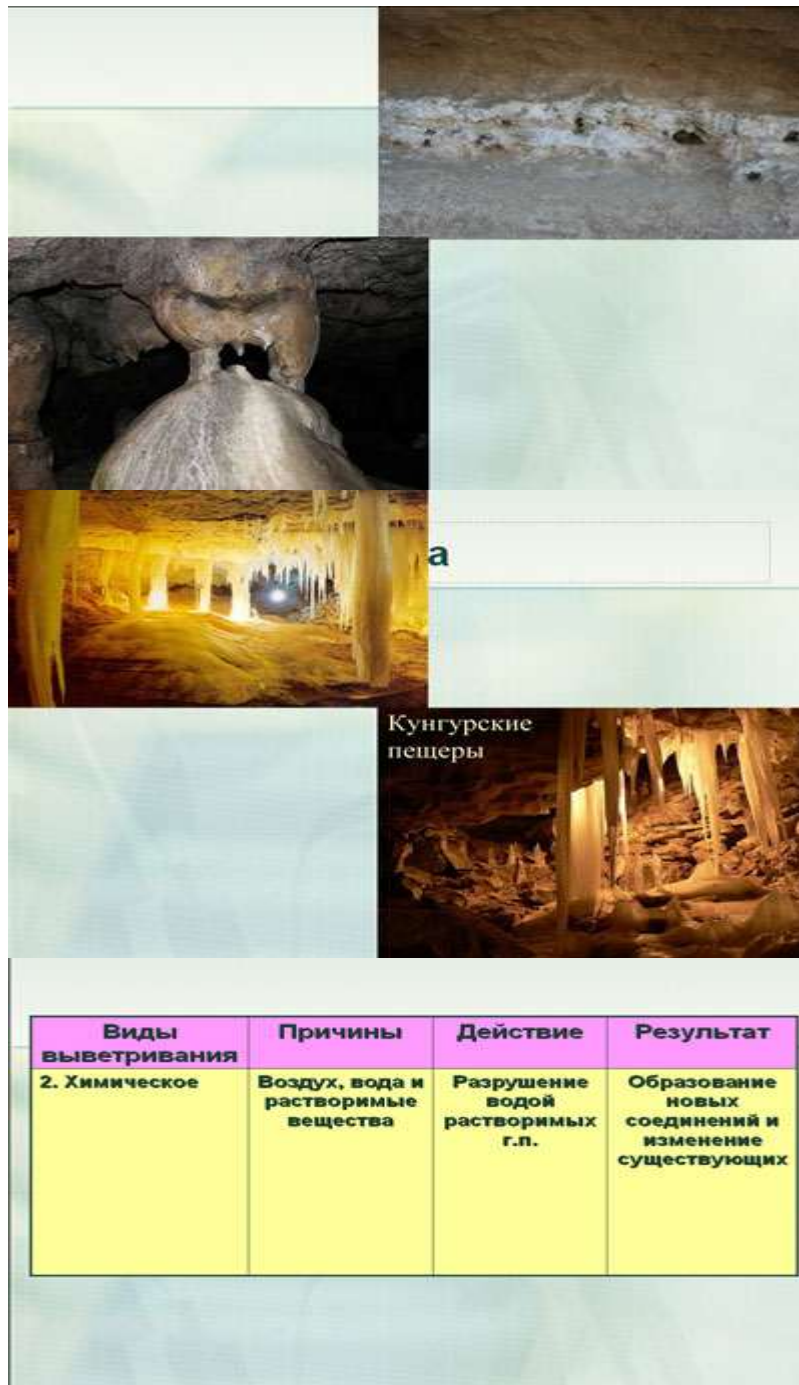 а
Кунгурские
пещеры
Виды
выветривания
Причины
Действие
Результат
2. Химическое
Воздух, вода и
растворимые
вещества
Разрушение
водой
растворимых
г.п.
Образование
новых
соединений и
изменение
существующих